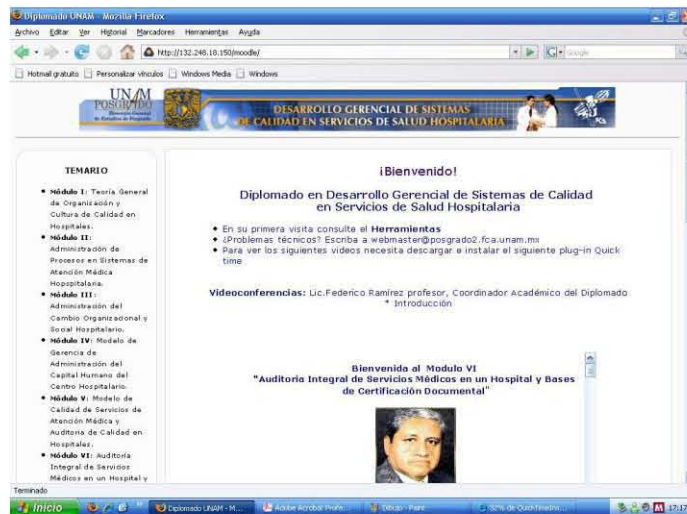 Diplomado UNAM - Mozilla Firefox
Archivo Editar Ver Historial Marcadores Herramientas Ayuda
http://132.248.18.150/moodle/
Google
Hotmail gratuito Personalizar vínculos Windows Media Windows
UNAM
POSGRADO
DESARROLLO GERENCIAL DE SISTEMAS
DE CALIDAD EN SERVICIOS DE SALUD HOSPITALARIA
TEMARIO
Módulo I: Teoría General
de Organización y
Cultura de Calidad en
Hospitales.
Módulo II:
Administración de
Procesos en Sistemas de
Atención Médica
Hopspitalaria.
Módulo III:
Administración del
Cambio Organizacional y
Social Hospitalario.
Módulo IV: Modelo de
Gerencia de
Administración del
Capital Humano del
Centro Hospitalario.
Módulo V: Modelo de
Calidad de Servicios de
Atención Médica y
Auditoria de Calidad en
Hospitales.
Módulo VI: Auditoría
Integral de Servicios
Médicos en un Hospital y
¡Bienvenido!
Diplomado en Desarrollo Gerencial de Sistemas de Calidad
en Servicios de Salud Hospitalaria
En su primera visita consulte el Herramientas
¿Problemas técnicos? Escriba a webmaster@posgrado2.fca.unam.mx
Para ver los siguientes videos necesita descargar e instalar el siguiente plug-in Quick
time
Videoconferencias: Lic.Federico Ramírez profesor, Coordinador Académico del Diplomado
* Introducción
Bienvenida al Modulo VI
"Auditoria Integral de Servicios Médicos en un Hospital y Bases
de Certificación Documental"
Terminado
Inicio Diplomado UNAM - M... Adobe Acrobat Profe... Dibujo - Paint 17:17